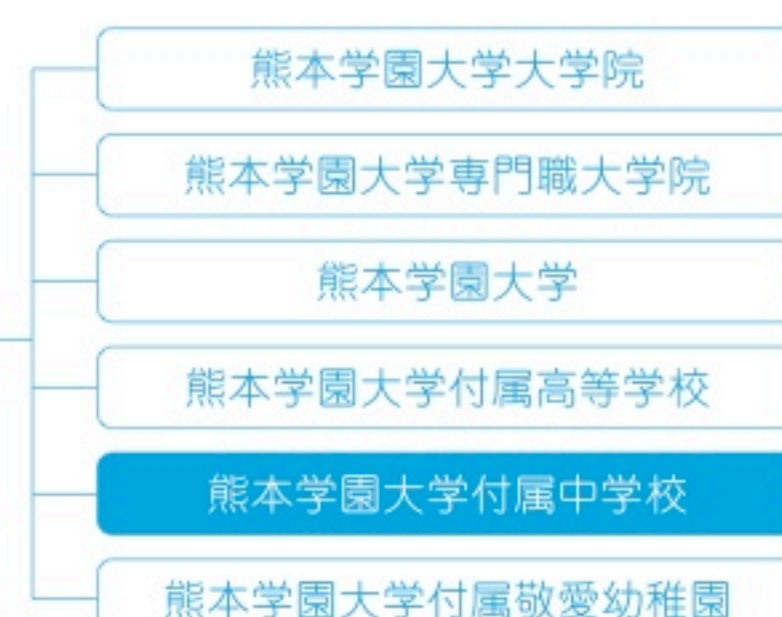 熊本学園大学大学院
熊本学園大学専門職大学院
熊本学園大学
熊本学園大学付属高等学校
熊本学園大学付属中学校
熊本学園大学付属敬愛幼稚園